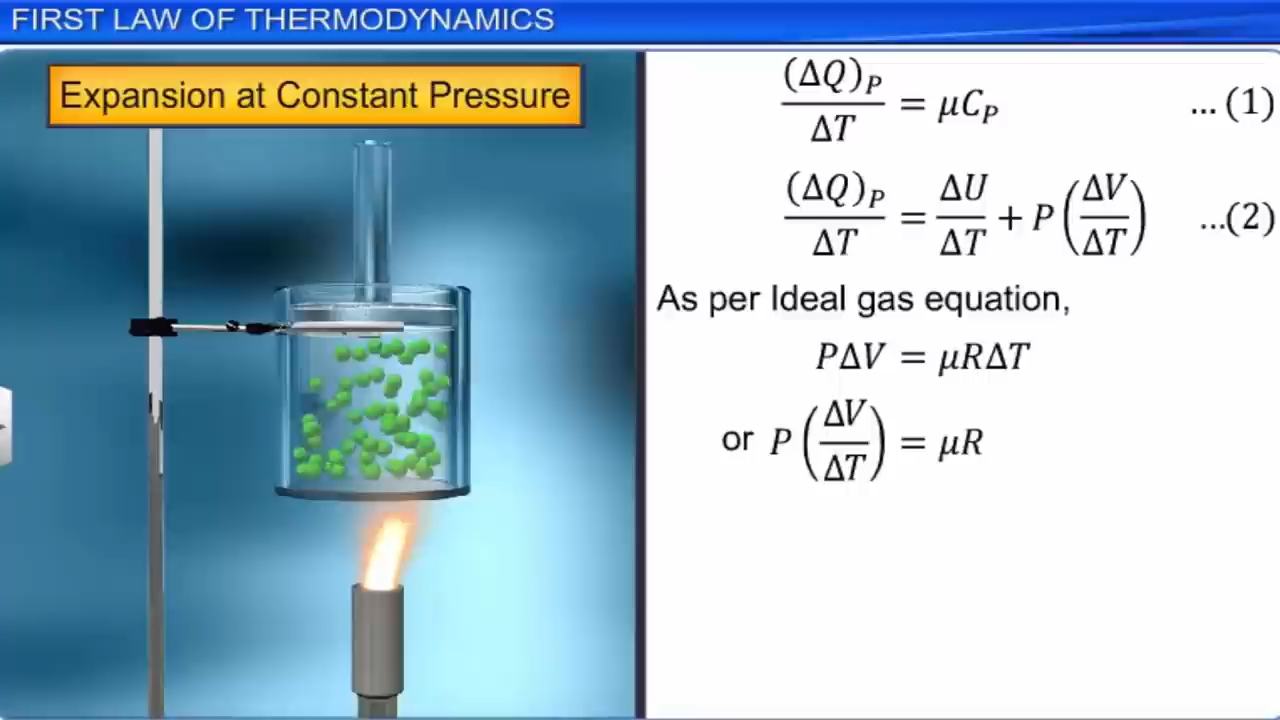 FIRST LAW OF THERMODYNAMICS
Expansion at Constant Pressure
(ΔQ)_P / ΔT = μC_P ... (1)
(ΔQ)_P / ΔT = ΔU / ΔT + P (ΔV / ΔT) ...(2)
As per Ideal gas equation,
PΔV = μRΔT
or P (ΔV / ΔT) = μR